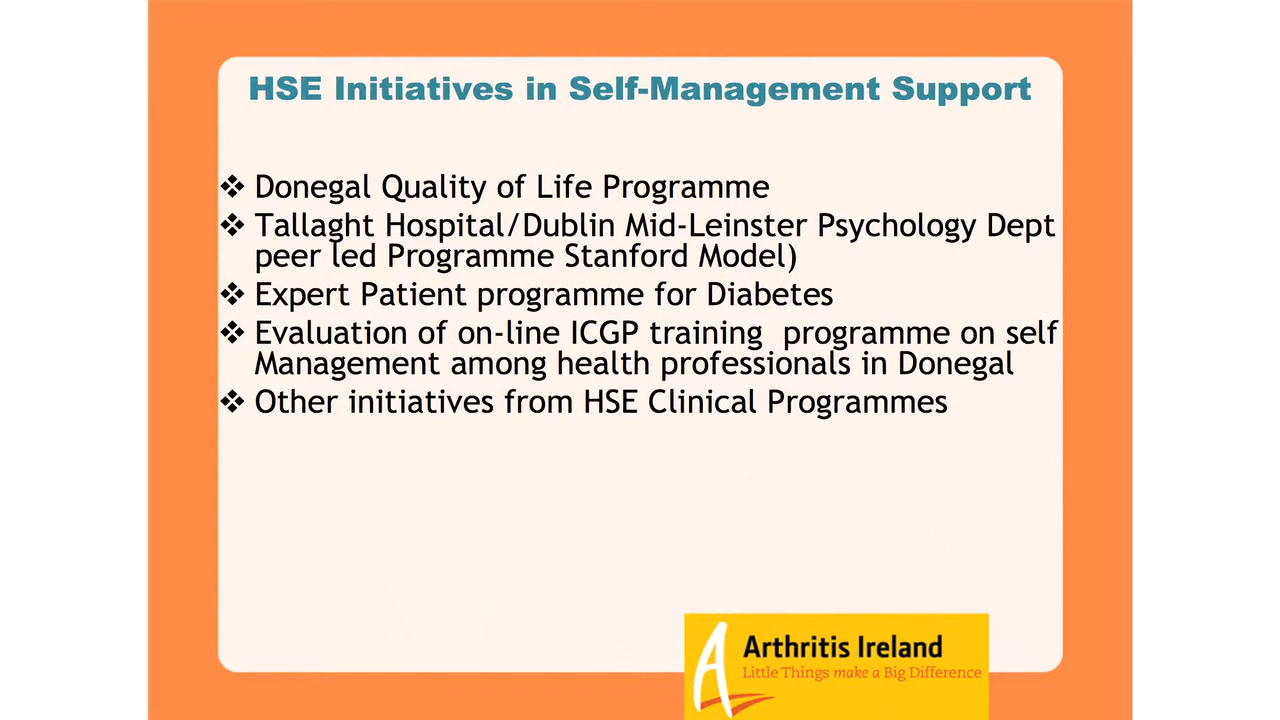 HSE Initiatives in Self-Management Support
❖ Donegal Quality of Life Programme
❖ Tallaght Hospital/Dublin Mid-Leinster Psychology Dept
peer led Programme Stanford Model)
❖ Expert Patient programme for Diabetes
❖ Evaluation of on-line ICGP training  programme on self
Management among health professionals in Donegal
❖ Other initiatives from HSE Clinical Programmes
Arthritis Ireland
Little Things make a Big Difference